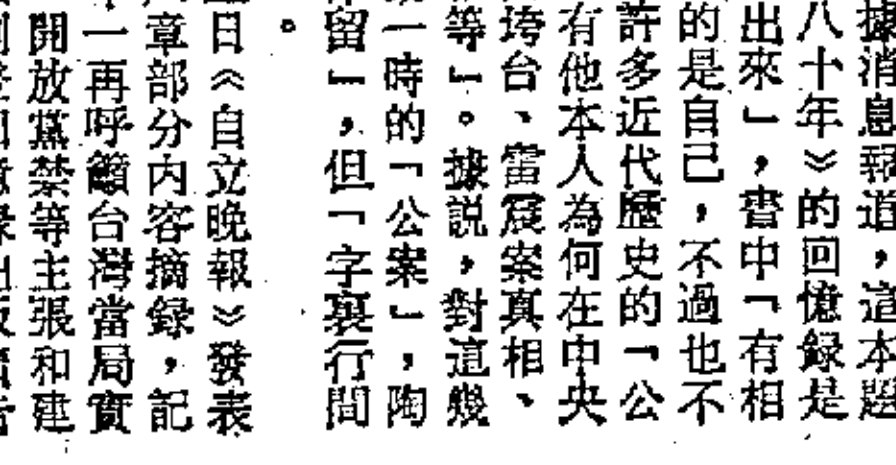 據消息報道，這本題
八十年》的回憶録是
出來」，書中「有相
的是自己，不過也不
許多近代歷史的「公
有他本人為何在中央
垮台、雷震案真相、
等」。據説，對這幾
一時的「公案」，陶
留」，但「字裏行間
。
日《自立晚報》發表
章部分内容摘録，記
一再呼籲台灣當局實
開放黨禁等主張和建